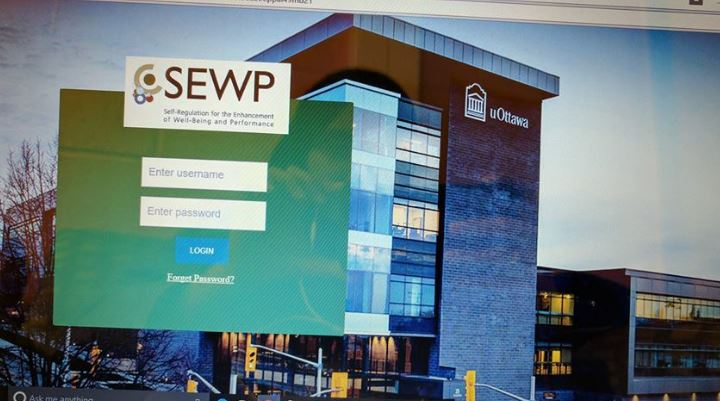 SEWP
Self-Regulation for the Enhancement
of Well-Being and Performance
uOttawa
Enter username
Enter password
LOGIN
Forget Password?
Ask me anything